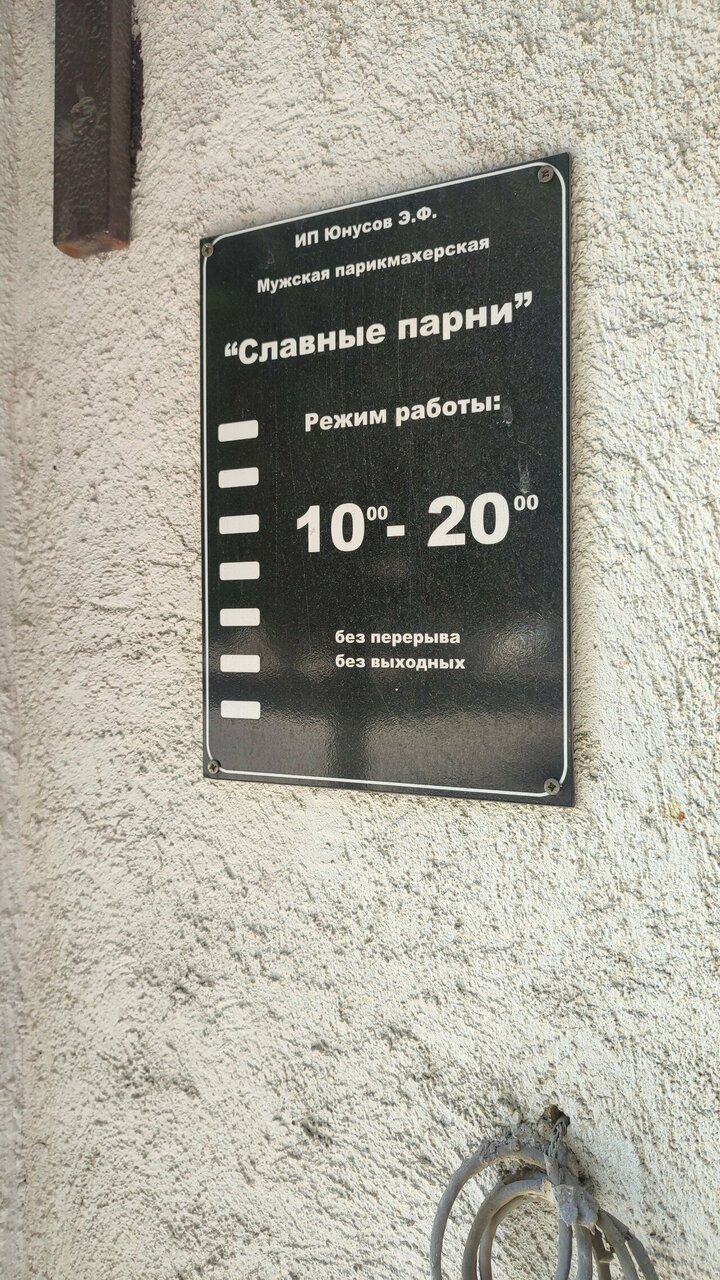 ИП Юнусов Э.Ф.
Мужская парикмахерская
“Славные парни”
Режим работы:
10⁰⁰- 20⁰⁰
без перерыва
без выходных